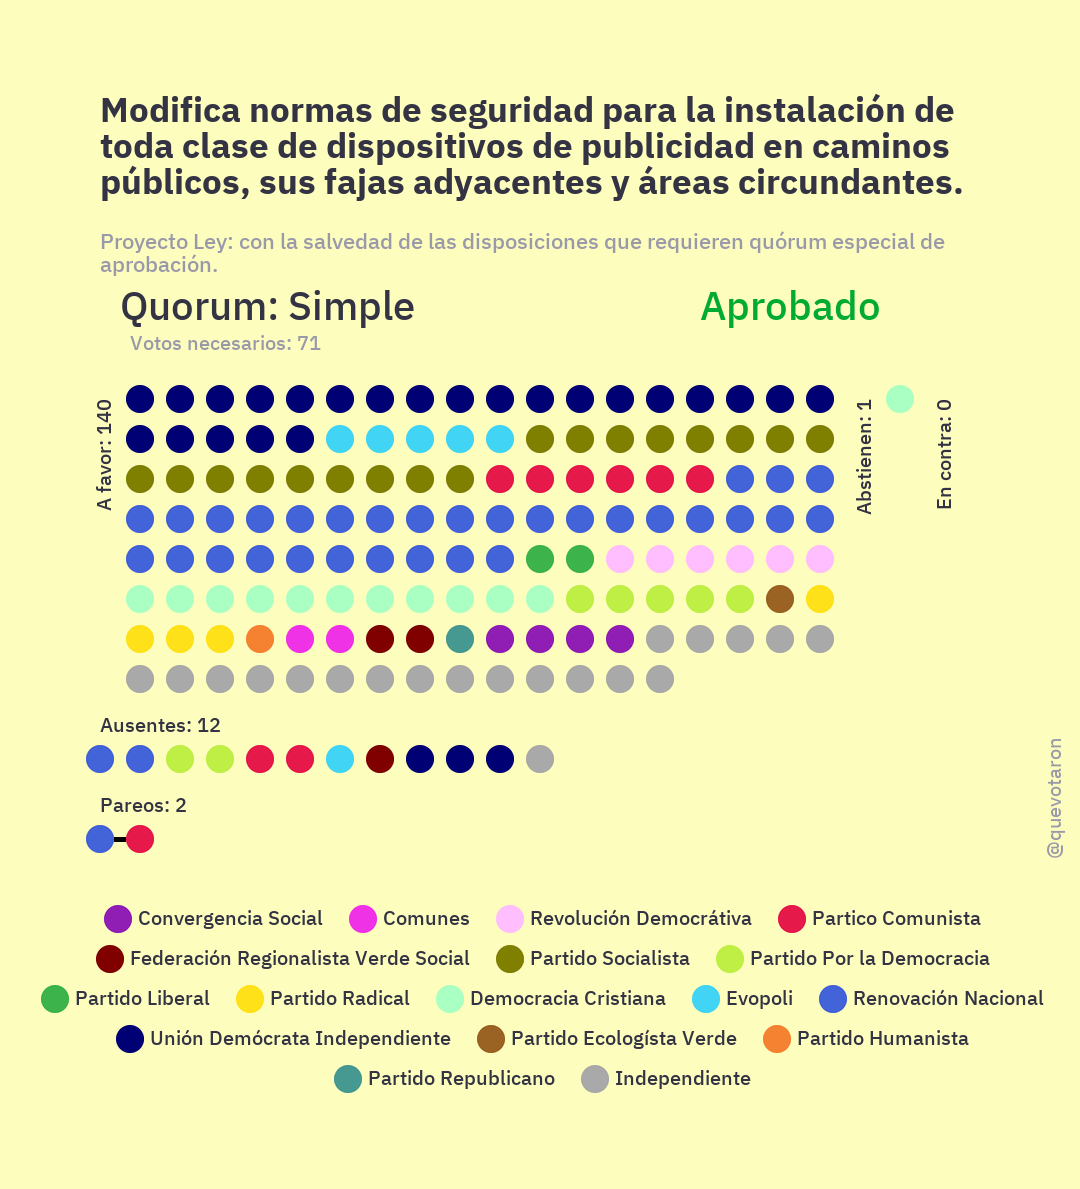 Modifica normas de seguridad para la instalación de
toda clase de dispositivos de publicidad en caminos
públicos, sus fajas adyacentes y áreas circundantes.
Proyecto Ley: con la salvedad de las disposiciones que requieren quórum especial de
aprobación.
Quorum: Simple
Aprobado
Votos necesarios: 71
A favor: 140
Abstienen: 1
En contra: 0
Ausentes: 12
Pareos: 2
@quevotaron
Convergencia Social
Comunes
Revolución Democrátiva
Partico Comunista
Federación Regionalista Verde Social
Partido Socialista
Partido Por la Democracia
Partido Liberal
Partido Radical
Democracia Cristiana
Evopoli
Renovación Nacional
Unión Demócrata Independiente
Partido Ecologísta Verde
Partido Humanista
Partido Republicano
Independiente